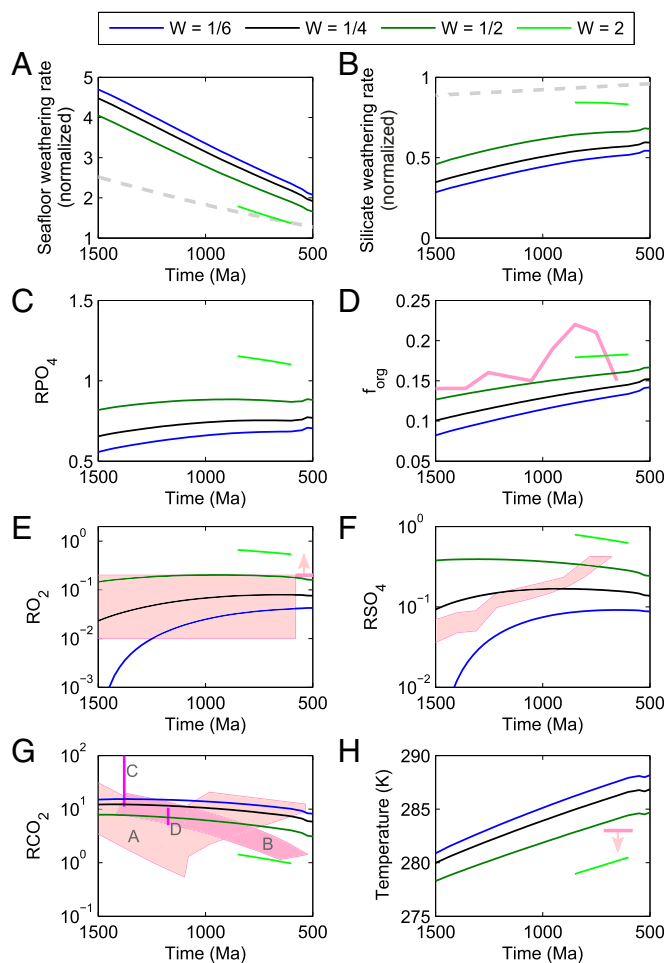 W = 1/6 W = 1/4 W = 1/2 W = 2
A B
Seafloor weathering rate
(normalized)
5
4
3
2
1
1500 1000 500
Time (Ma)
Silicate weathering rate
(normalized)
1
0.5
0
1500 1000 500
Time (Ma)
C D
RPO4
1.5
1
0.5
1500 1000 500
Time (Ma)
forg
0.25
0.20
0.15
0.10
0.05
1500 1000 500
Time (Ma)
E F
RO2
10^0
10^-1
10^-2
10^-3
1500 1000 500
Time (Ma)
RSO4
10^0
10^-1
10^-2
1500 1000 500
Time (Ma)
G H
RCO2
10^2
10^1
10^0
10^-1
C
D
A
B
1500 1000 500
Time (Ma)
Temperature (K)
290
285
280
275
1500 1000 500
Time (Ma)